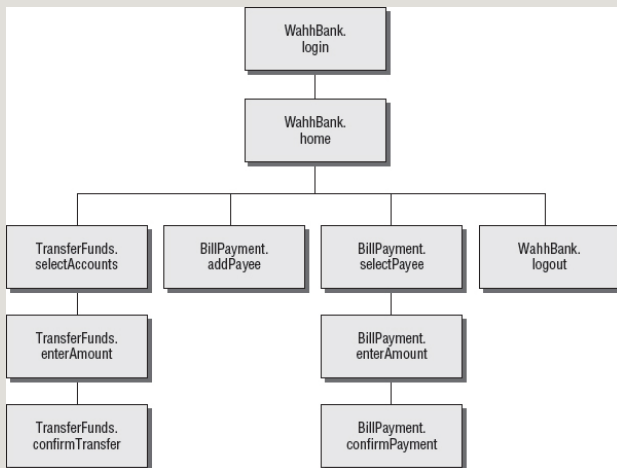 WahhBank.
login
WahhBank.
home
TransferFunds.
selectAccounts
BillPayment.
addPayee
BillPayment.
selectPayee
WahhBank.
logout
TransferFunds.
enterAmount
BillPayment.
enterAmount
TransferFunds.
confirmTransfer
BillPayment.
confirmPayment